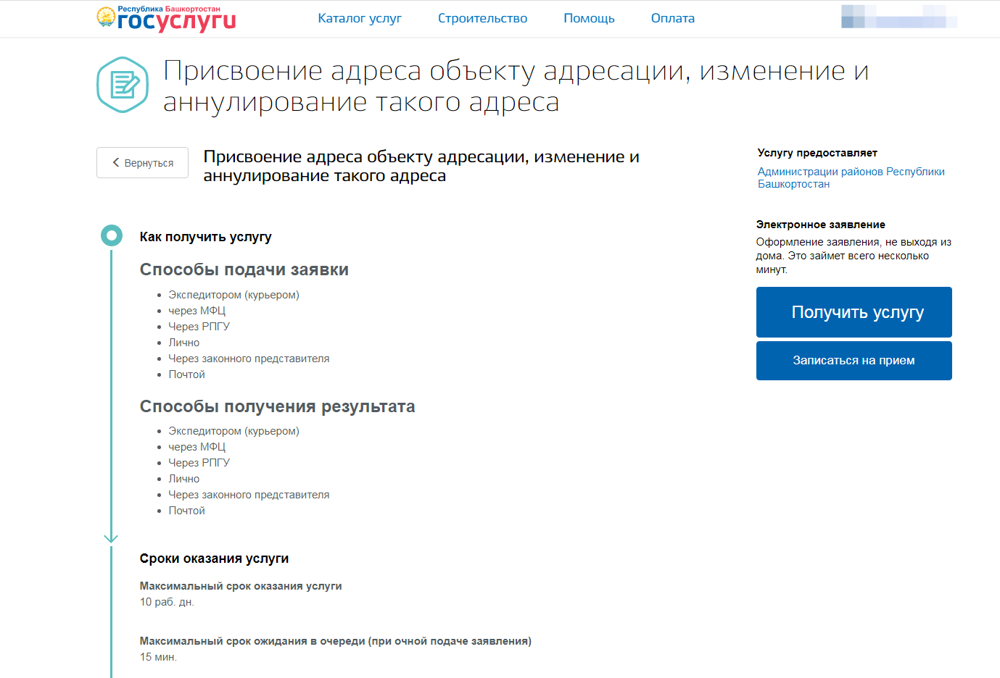 Республика Башкортостан
госуслуги
Каталог услуг
Строительство
Помощь
Оплата
Присвоение адреса объекту адресации, изменение и
аннулирование такого адреса
Вернуться
Присвоение адреса объекту адресации, изменение и
аннулирование такого адреса
Услугу предоставляет
Администрации районов Республики
Башкортостан
Электронное заявление
Оформление заявления, не выходя из
дома. Это займет всего несколько
минут.
Получить услугу
Записаться на прием
Как получить услугу
Способы подачи заявки
Экспедитором (курьером)
через МФЦ
Через РПГУ
Лично
Через законного представителя
Почтой
Способы получения результата
Экспедитором (курьером)
через МФЦ
Через РПГУ
Лично
Через законного представителя
Почтой
Сроки оказания услуги
Максимальный срок оказания услуги
10 раб. дн.
Максимальный срок ожидания в очереди (при очной подаче заявления)
15 мин.